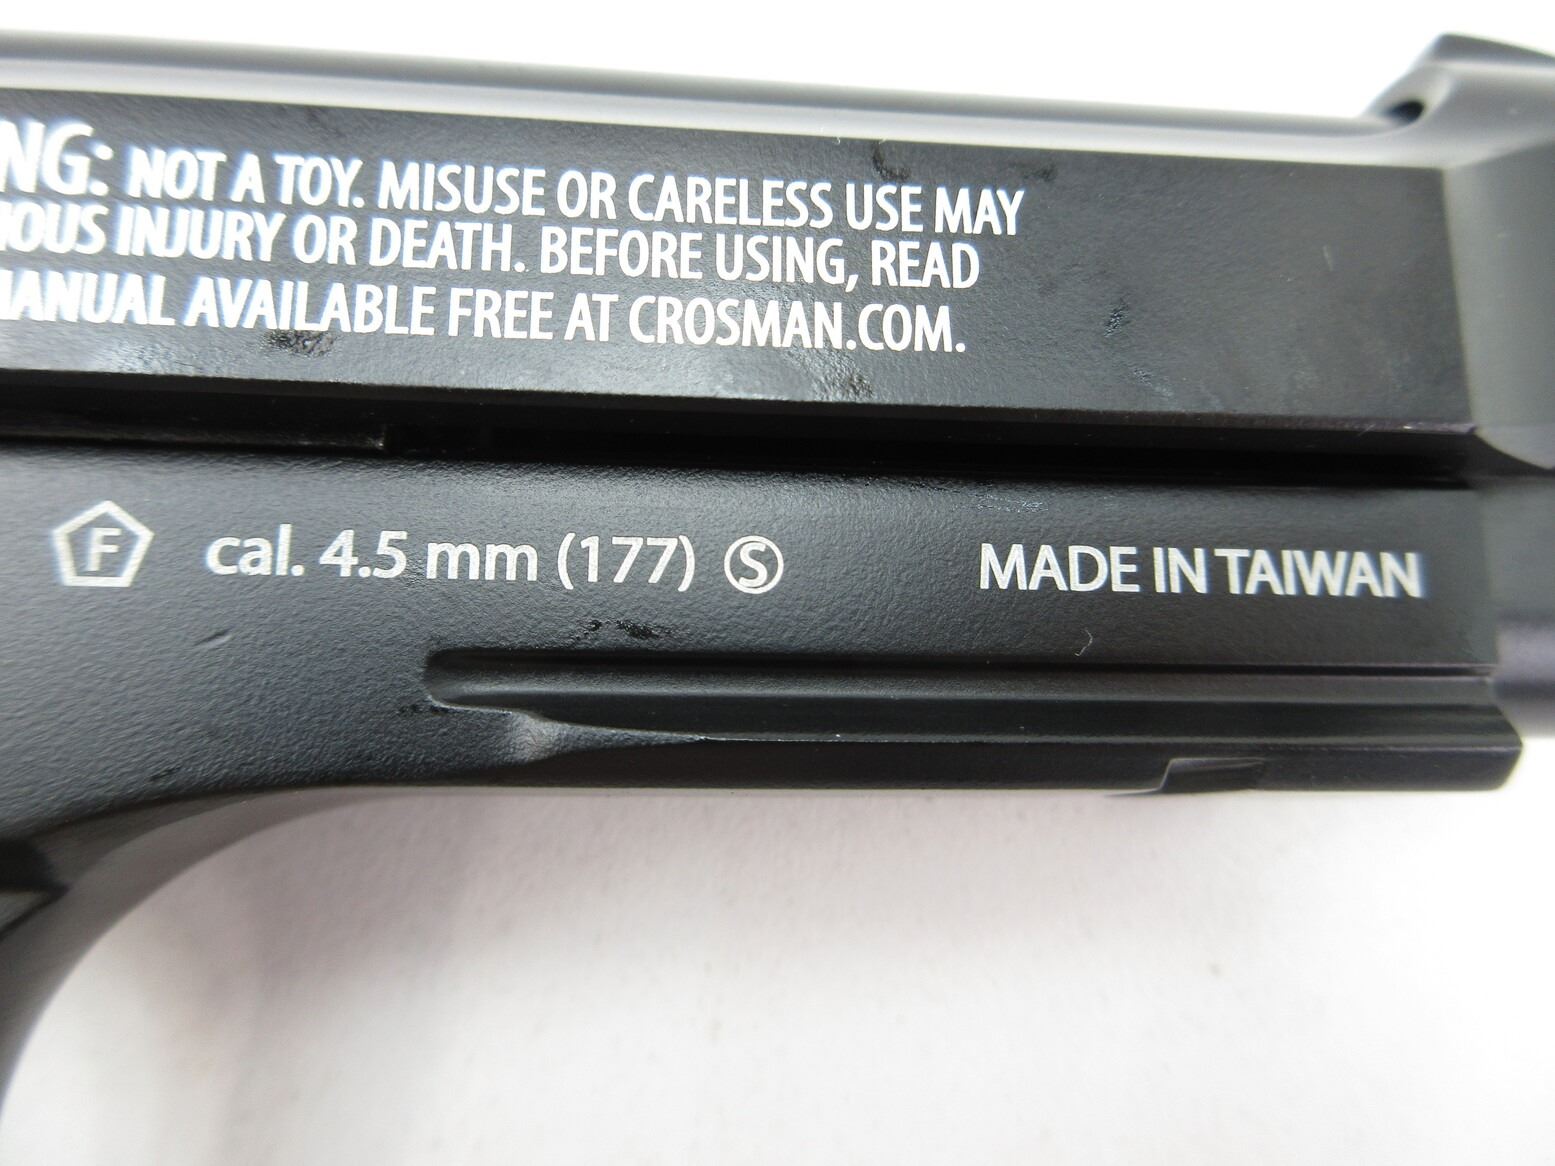 NG: NOT A TOY. MISUSE OR CARELESS USE MAY
IOUS INJURY OR DEATH. BEFORE USING, READ
MANUAL AVAILABLE FREE AT CROSMAN.COM.
F cal. 4.5 mm (177) S MADE IN TAIWAN